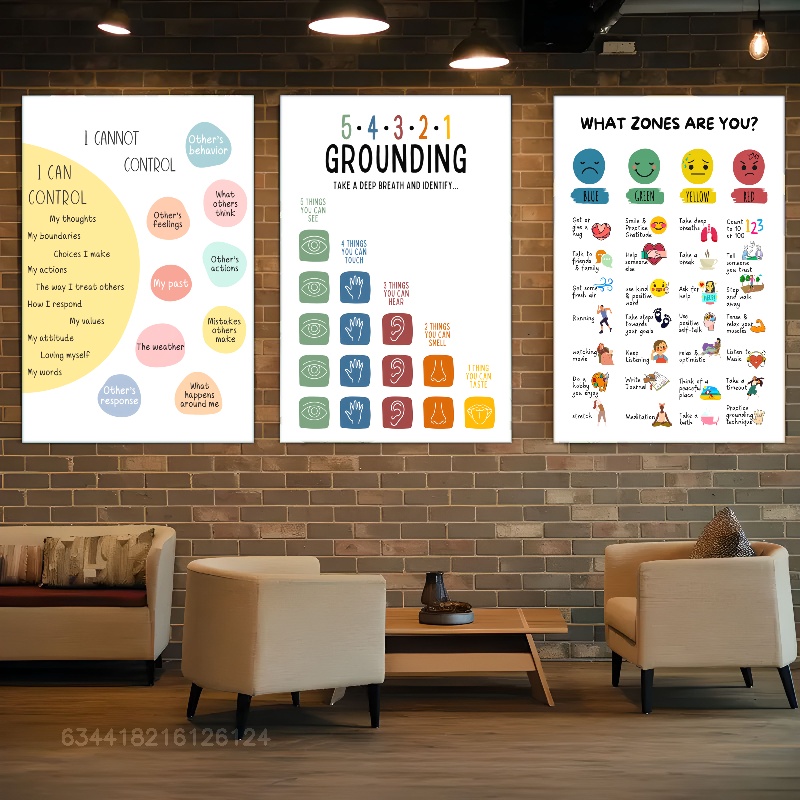 I CANNOT
CONTROL
Other's
behavior
I CAN
CONTROL
My thoughts
My boundaries
Choices I make
My actions
The way I treat others
How I respond
My values
My attitude
Loving myself
My words
What
others
think
Other's
feelings
Other's
actions
My past
Mistakes
others
make
The weather
Other's
response
What
happens
around me
5·4·3·2·1
GROUNDING
TAKE A DEEP BREATH AND IDENTIFY...
5 THINGS
YOU CAN
SEE
4 THINGS
YOU CAN
TOUCH
3 THINGS
YOU CAN
HEAR
2 THINGS
YOU CAN
SMELL
1 THING
YOU CAN
TASTE
WHAT ZONES ARE YOU?
BLUE
GREEN
YELLOW
RED
Get or
give a
hug
Smile &
Practice
Gratitude
Take deep
breaths
Count
to 10
or 100
123
Talk to
friends
& family
Help
someone
else
Take a
break
Tell
someone
you trust
Get some
fresh air
use kind
& positive
word
Ask for
help
Stop
and walk
away
Running
Take steps
towards
your goals
Use
positive
self-talk
Tense &
relax your
muscles
watching
movie
Keep
Listening
relax &
optimistic
Listen to
Music
Do a
hobby
you enjoy
Write a
Journal
Think of a
peaceful
place
Take a
timeout
stretch
Meditation
Take a
bath
Practice
grounding
technique
634418216126124